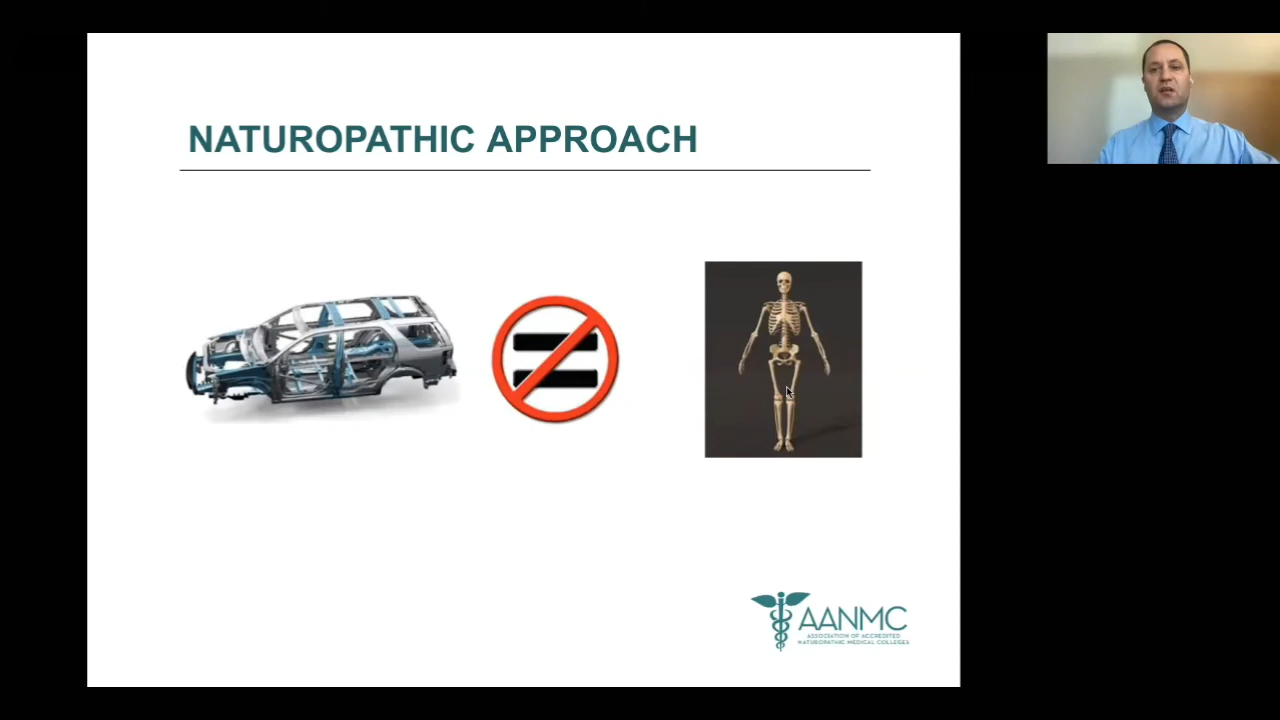 NATUROPATHIC APPROACH
AANMC
ASSOCIATION OF ACCREDITED
NATUROPATHIC MEDICAL COLLEGES